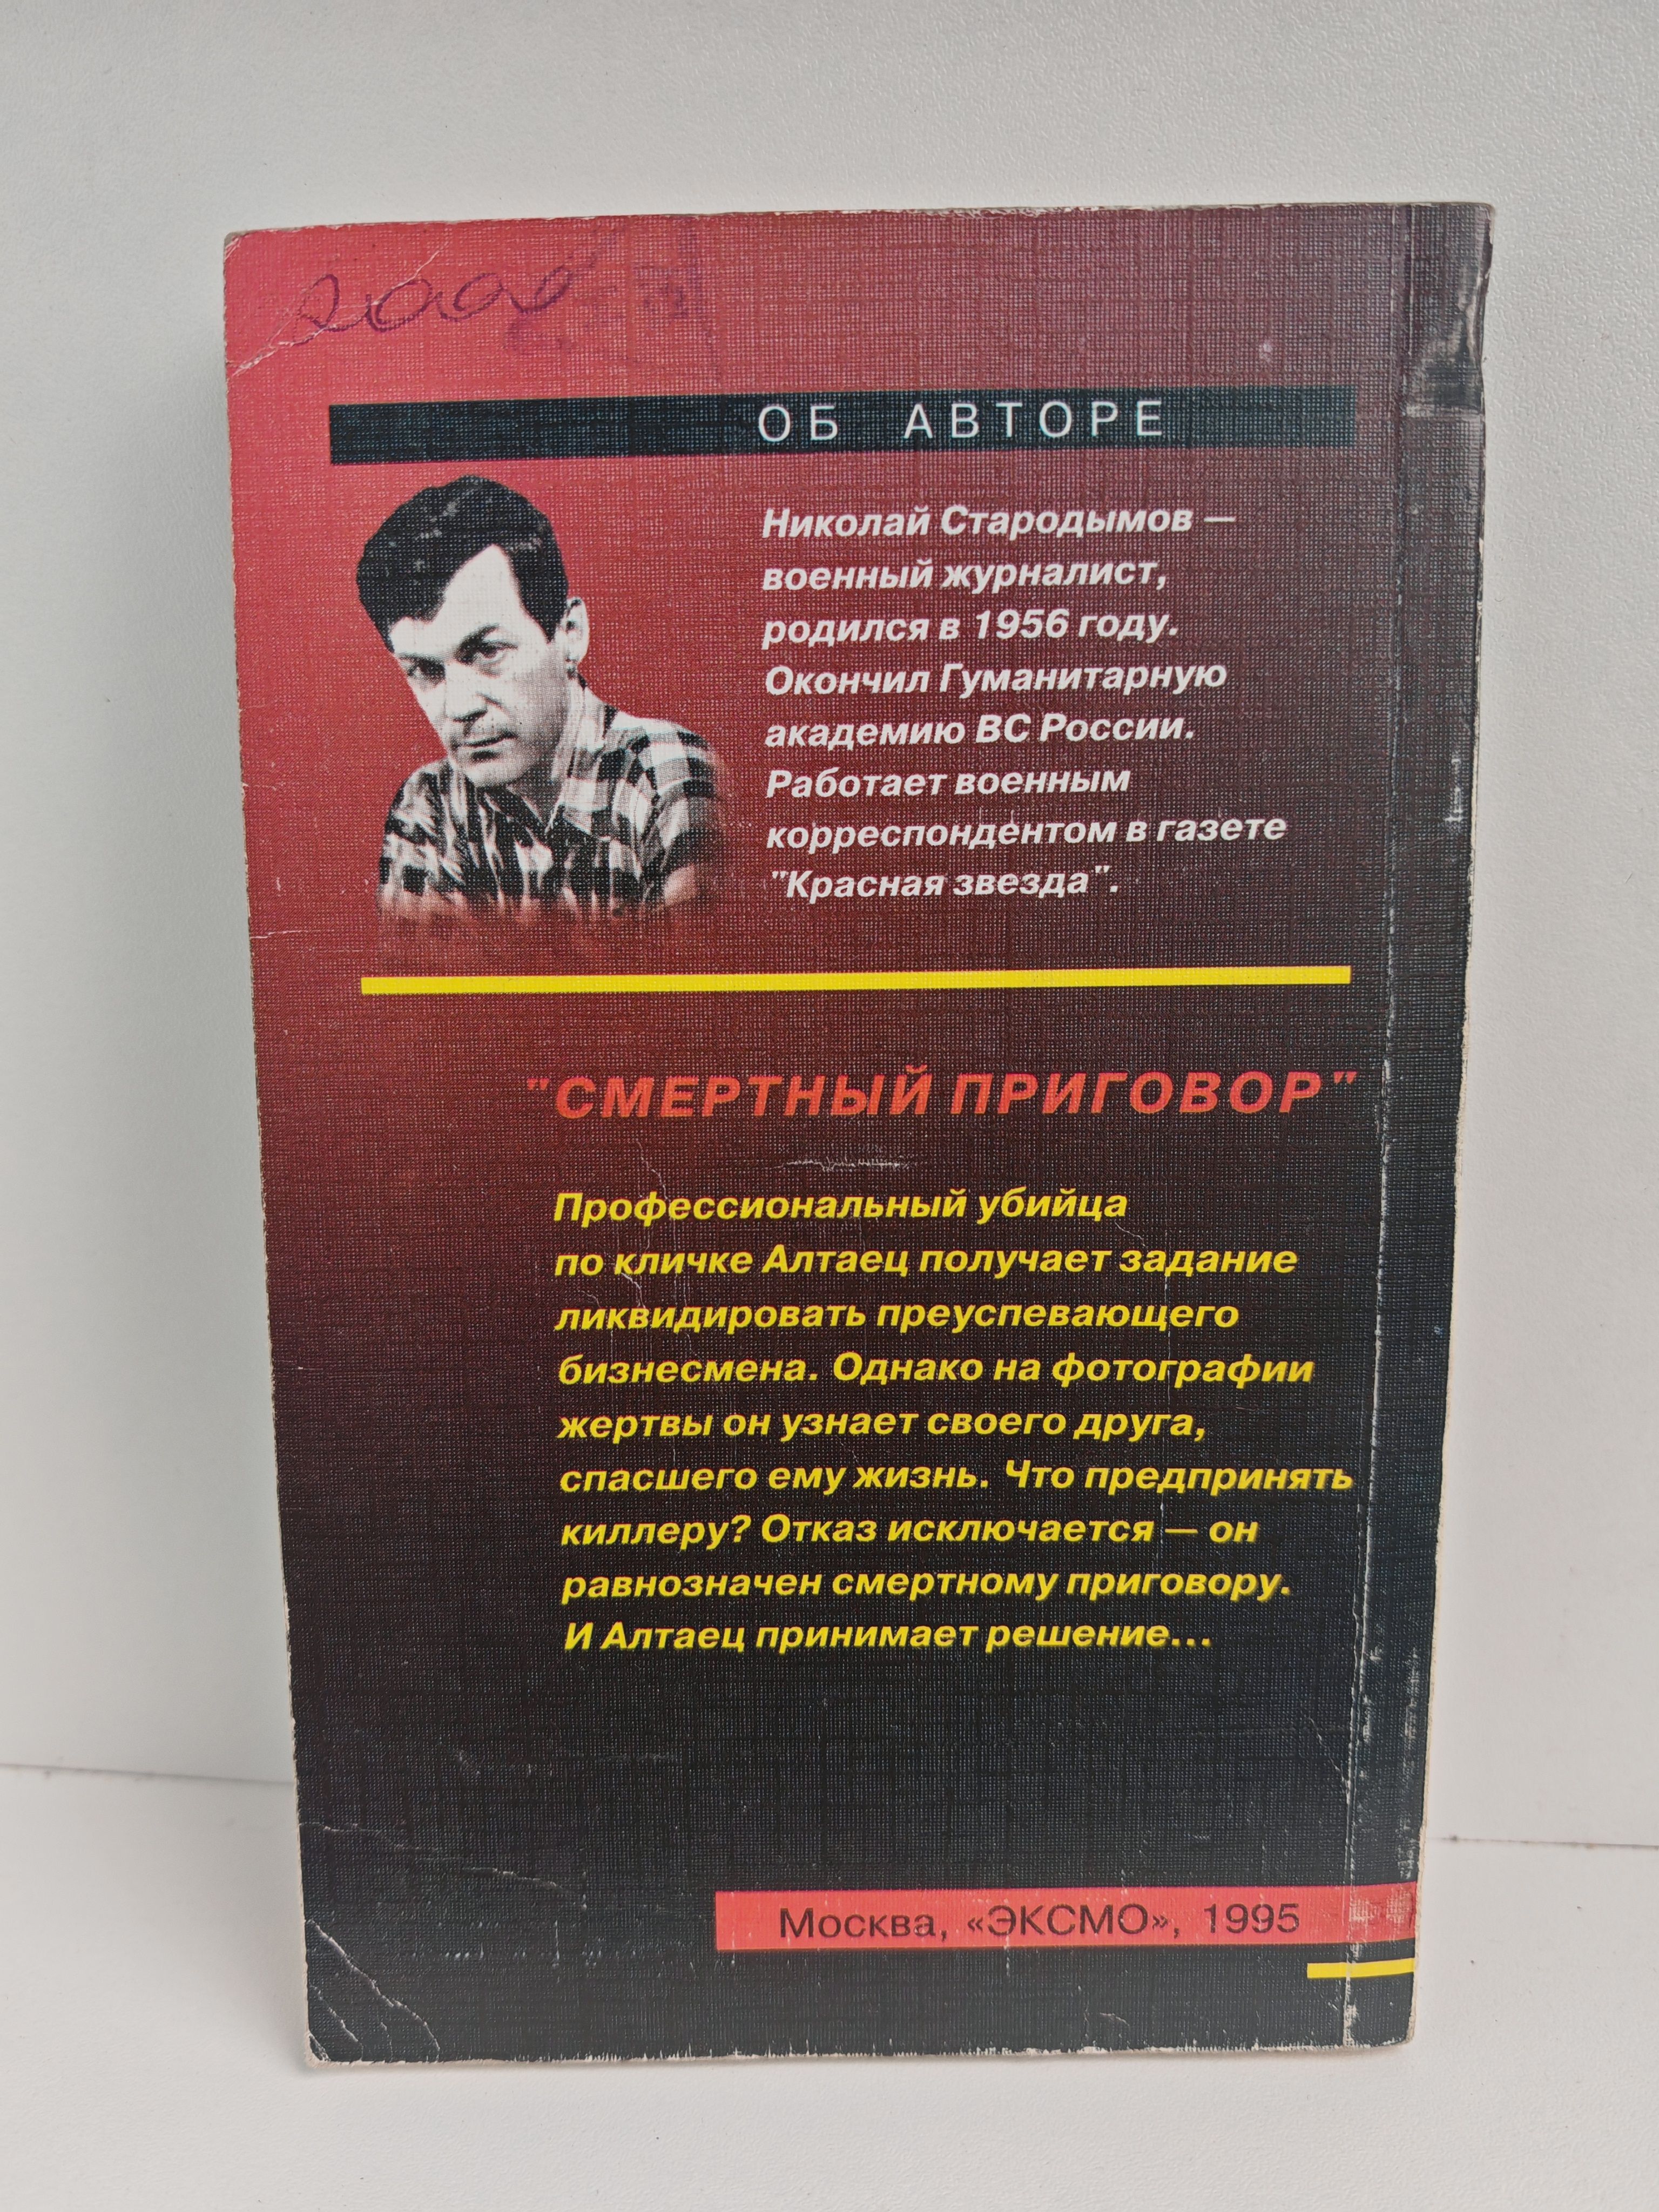 ОБ АВТОРЕ
Николай Стародымов —
военный журналист,
родился в 1956 году.
Окончил Гуманитарную
академию ВС России.
Работает военным
корреспондентом в газете
"Красная звезда".
"СМЕРТНЫЙ ПРИГОВОР"
Профессиональный убийца
по кличке Алтаец получает задание
ликвидировать преуспевающего
бизнесмена. Однако на фотографии
жертвы он узнает своего друга,
спасшего ему жизнь. Что предпринять
киллеру? Отказ исключается — он
равнозначен смертному приговору.
И Алтаец принимает решение...
Москва, «ЭКСМО», 1995